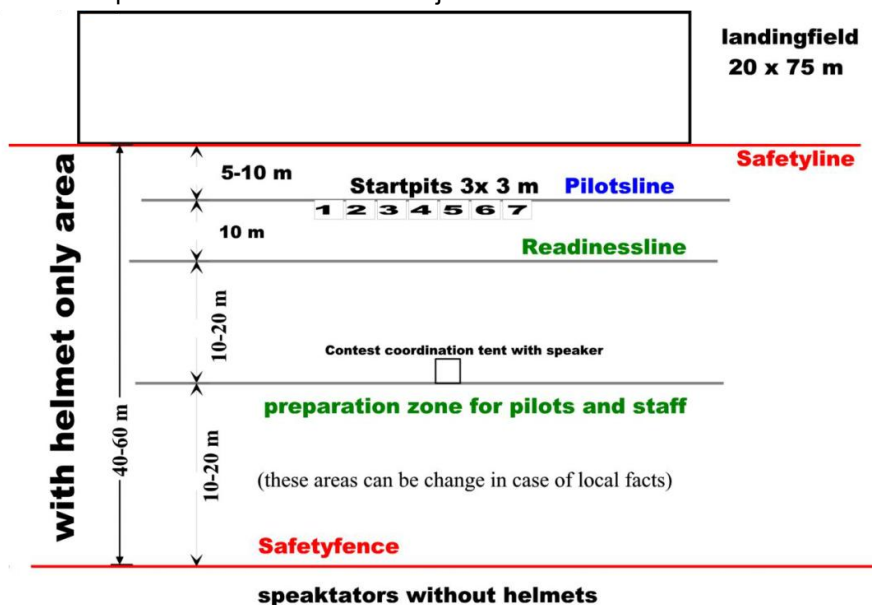 landingfield
20 x 75 m
Safetyline
5-10 m
Startpits 3x 3 m
Pilotsline
1 2 3 4 5 6 7
10 m
Readinessline
10-20 m
Contest coordination tent with speaker
preparation zone for pilots and staff
with helmet only area
40-60 m
10-20 m
(these areas can be change in case of local facts)
Safetyfence
speaktators without helmets